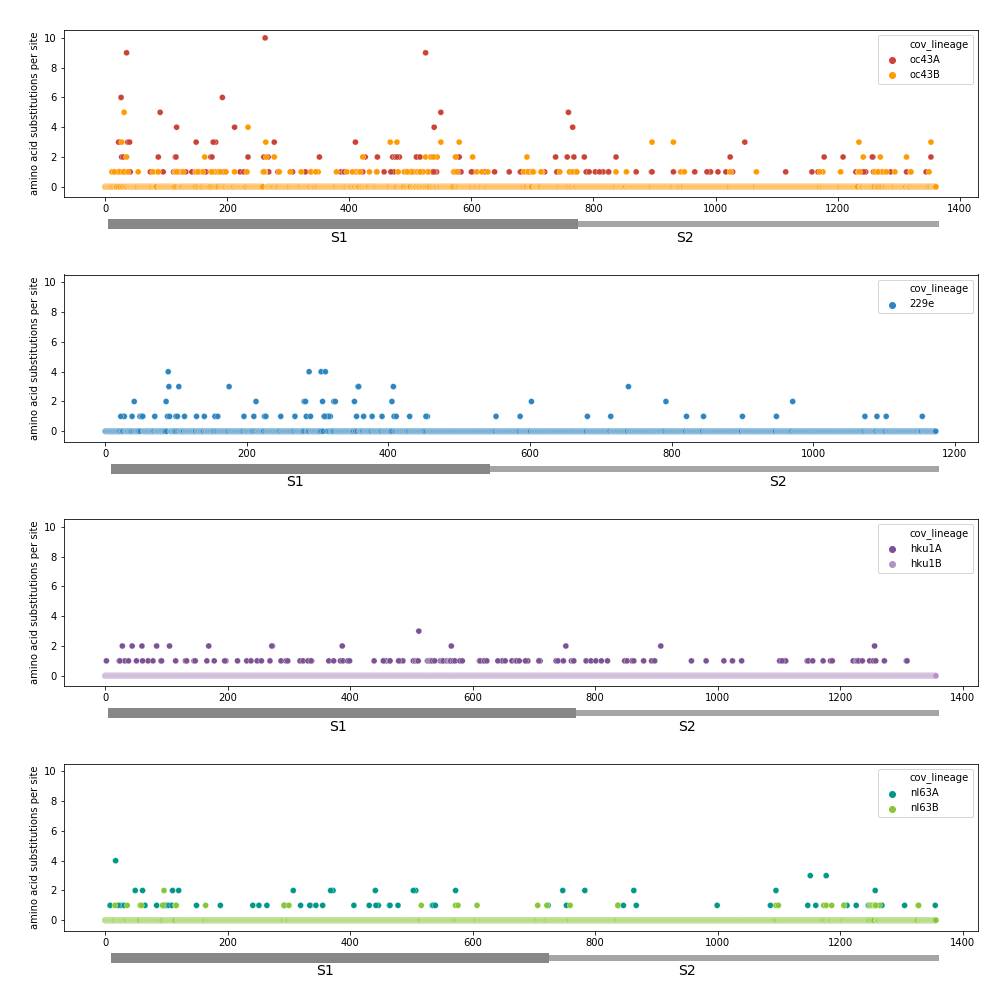 amino acid substitutions per site
10
8
6
4
2
0
cov_lineage
oc43A
oc43B
0 200 400 600 800 1000 1200 1400
S1 S2
amino acid substitutions per site
10
8
6
4
2
0
cov_lineage
229e
0 200 400 600 800 1000 1200
S1 S2
amino acid substitutions per site
10
8
6
4
2
0
cov_lineage
hku1A
hku1B
0 200 400 600 800 1000 1200 1400
S1 S2
amino acid substitutions per site
10
8
6
4
2
0
cov_lineage
nl63A
nl63B
0 200 400 600 800 1000 1200 1400
S1 S2